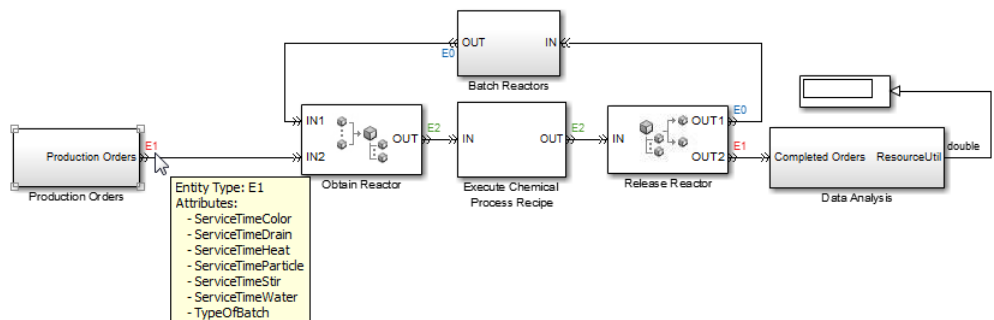 OUT IN
E0
Batch Reactors
Production Orders
E1
Production Orders
IN1
IN2
OUT
Obtain Reactor
E2
IN OUT
Execute Chemical
Process Recipe
E2
IN
OUT1
OUT2
Release Reactor
E0
E1
Completed Orders ResourceUtil
Data Analysis
double
Entity Type: E1
Attributes:
- ServiceTimeColor
- ServiceTimeDrain
- ServiceTimeHeat
- ServiceTimeParticle
- ServiceTimeStir
- ServiceTimeWater
- TypeOfBatch